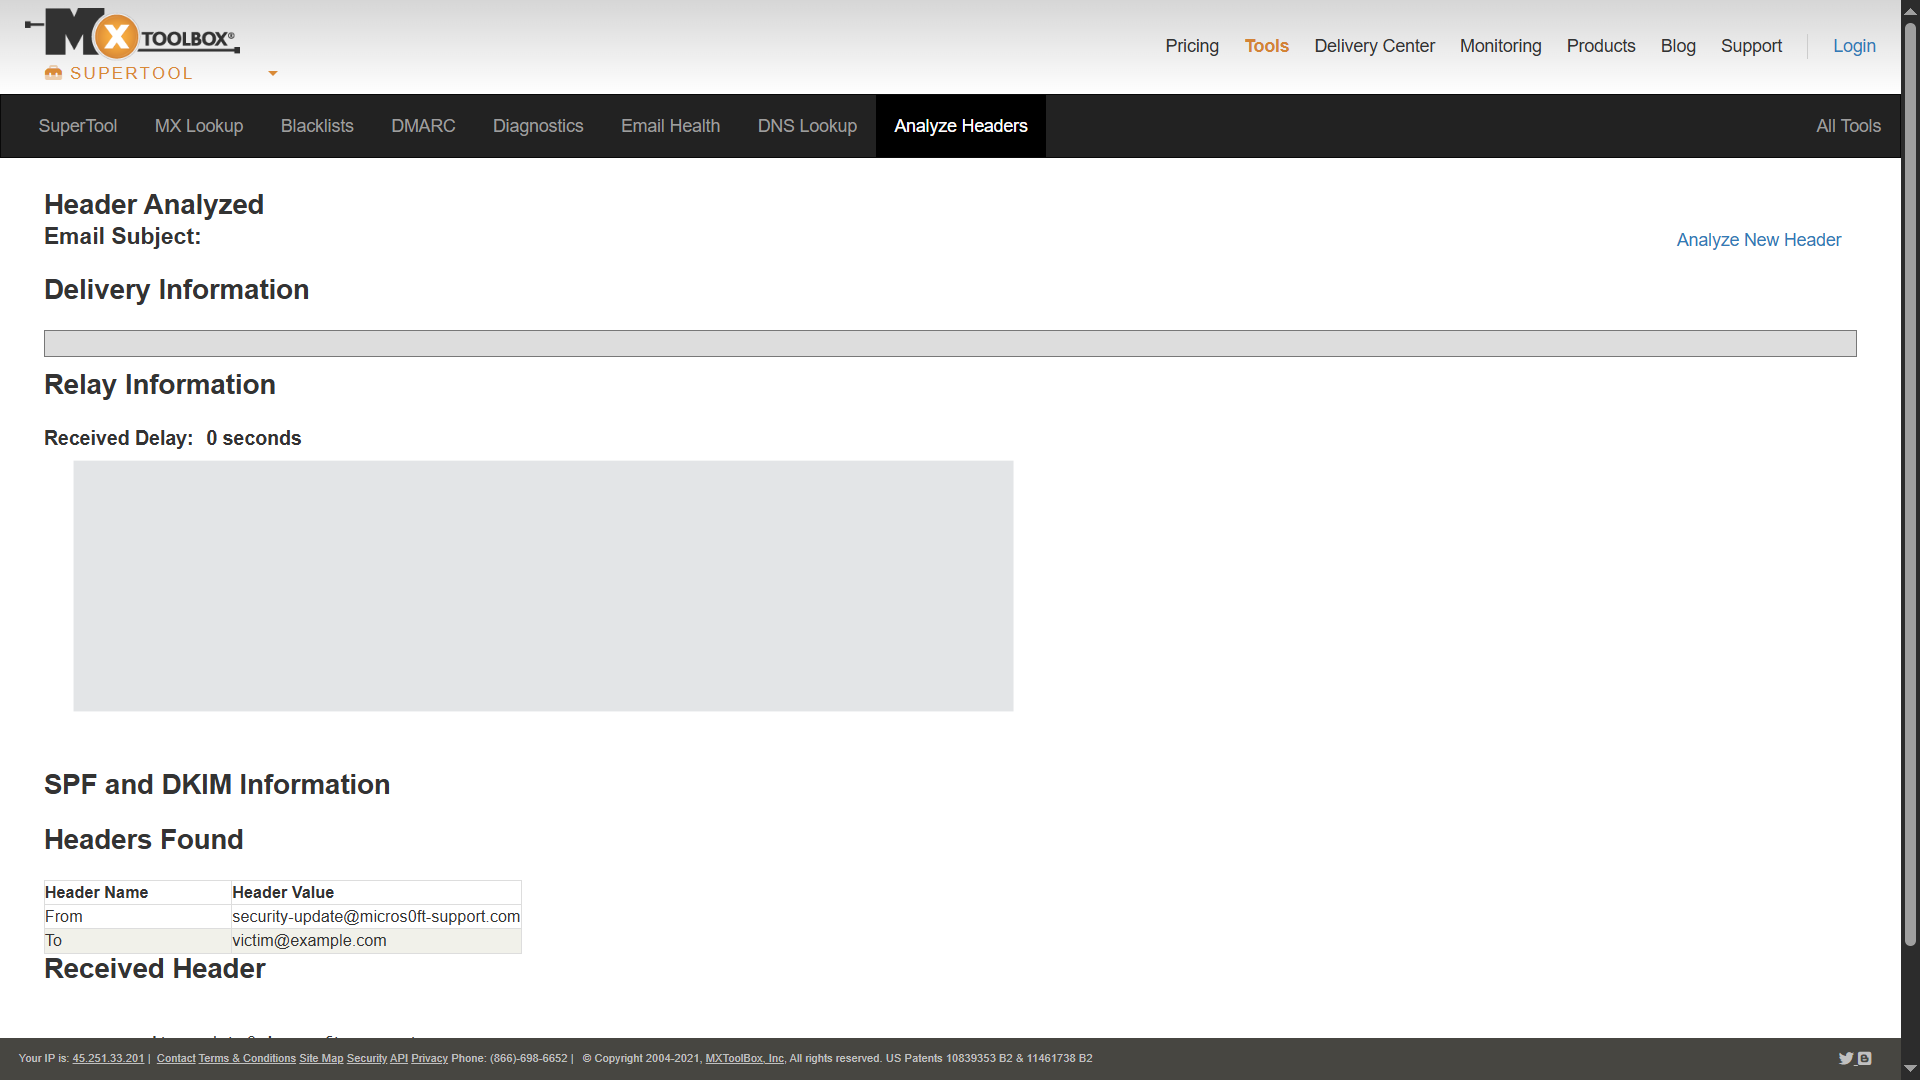 MX TOOLBOX®
SUPERTOOL
Pricing Tools Delivery Center Monitoring Products Blog Support Login
SuperTool MX Lookup Blacklists DMARC Diagnostics Email Health DNS Lookup Analyze Headers All Tools
Header Analyzed
Email Subject:
Analyze New Header
Delivery Information
Relay Information
Received Delay: 0 seconds
SPF and DKIM Information
Headers Found
Header Name Header Value
From security-update@micros0ft-support.com
To victim@example.com
Received Header
Your IP is: 45.251.33.201 | Contact Terms & Conditions Site Map Security API Privacy Phone: (866)-698-6652 | © Copyright 2004-2021, MXToolBox, Inc, All rights reserved. US Patents 10839353 B2 & 11461738 B2